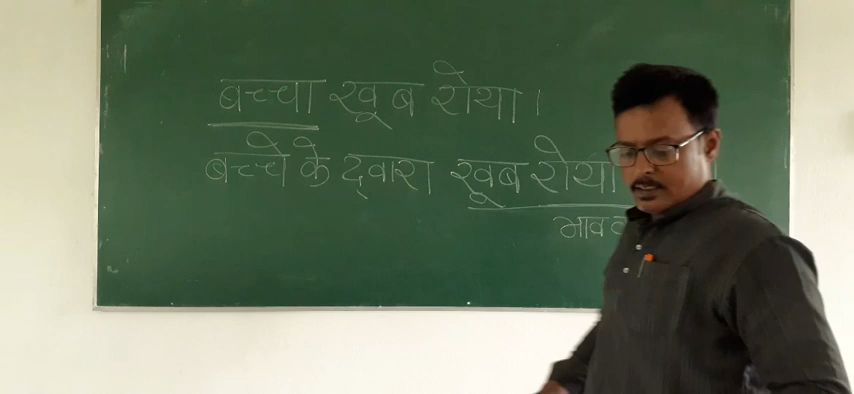 बच्चा खूब रोया।
बच्चे के द्वारा खूब रोया
भाव